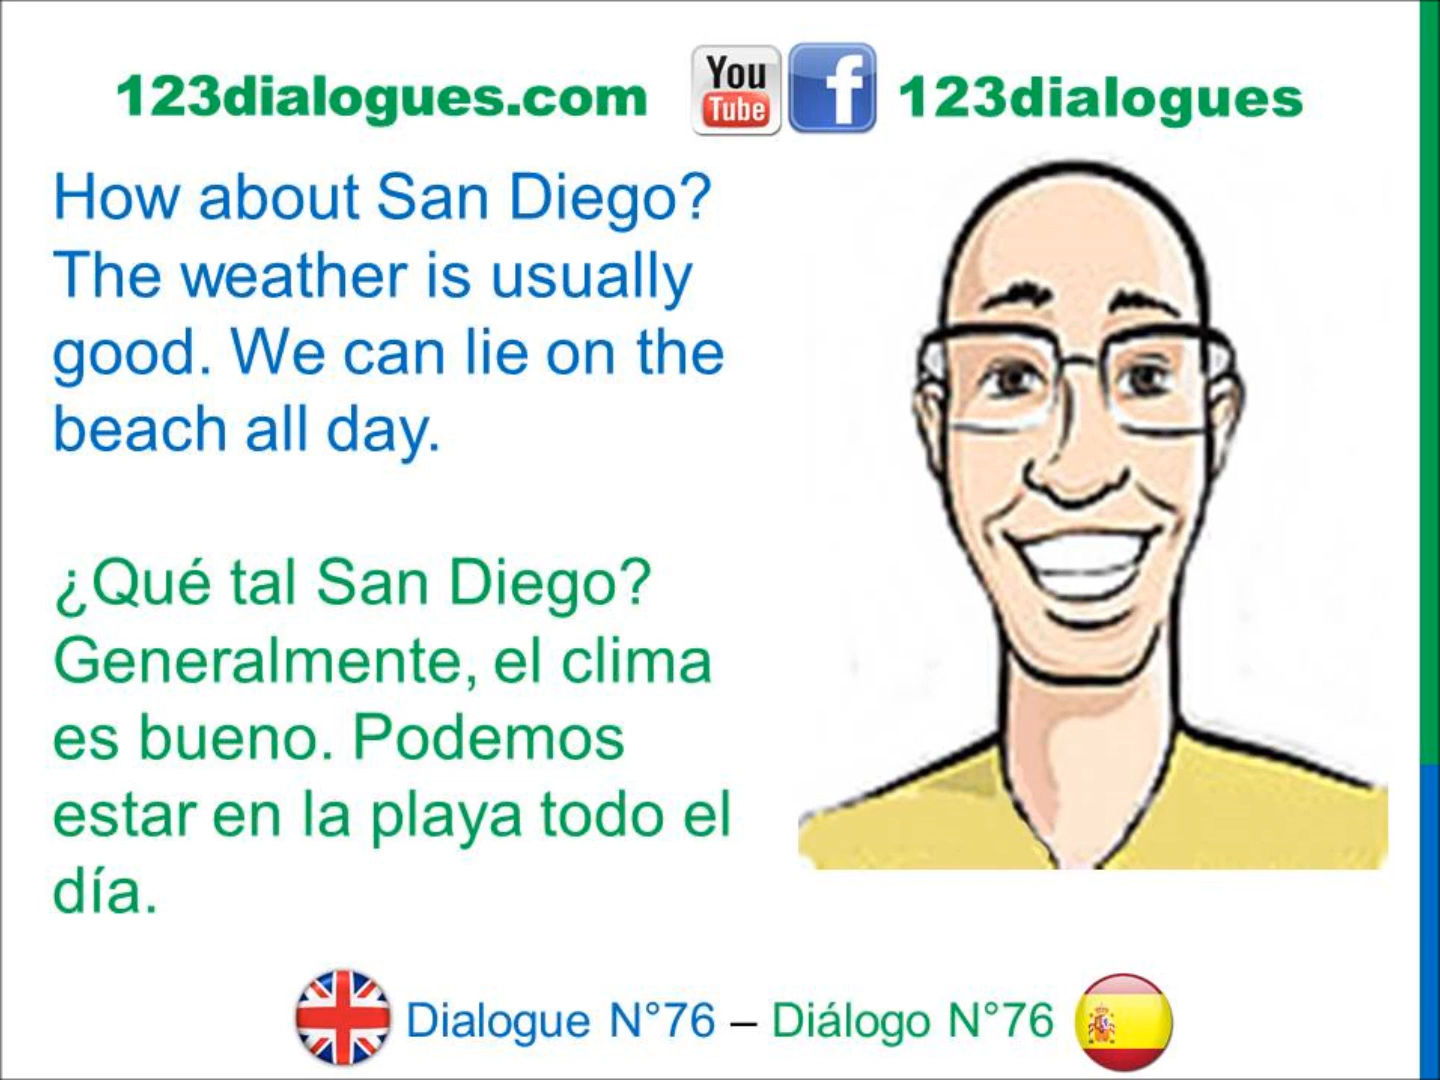 123dialogues.com You Tube f 123dialogues
How about San Diego?
The weather is usually
good. We can lie on the
beach all day.
¿Qué tal San Diego?
Generalmente, el clima
es bueno. Podemos
estar en la playa todo el
día.
Dialogue N°76 – Diálogo N°76